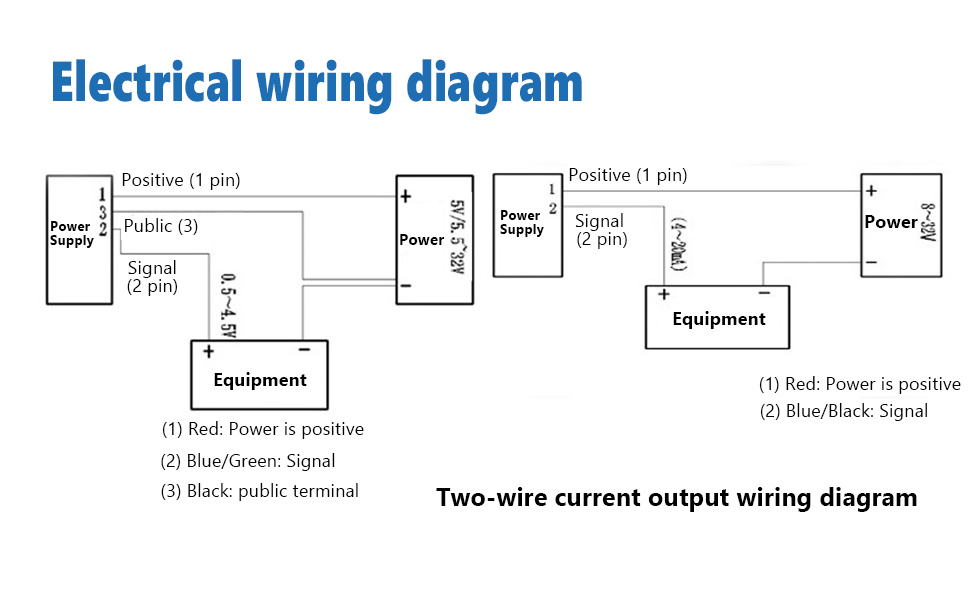 Electrical wiring diagram
Positive (1 pin)
1
3
2
Power
Supply
Public (3)
Signal
(2 pin)
0.5~4.5V
+
Power
5V/5.5~32V
−
+
−
Equipment
(1) Red: Power is positive
(2) Blue/Green: Signal
(3) Black: public terminal
Positive (1 pin)
1
2
Power
Supply
Signal
(2 pin)
(4~20mA)
+
Power
8~32V
−
+
−
Equipment
(1) Red: Power is positive
(2) Blue/Black: Signal
Two-wire current output wiring diagram